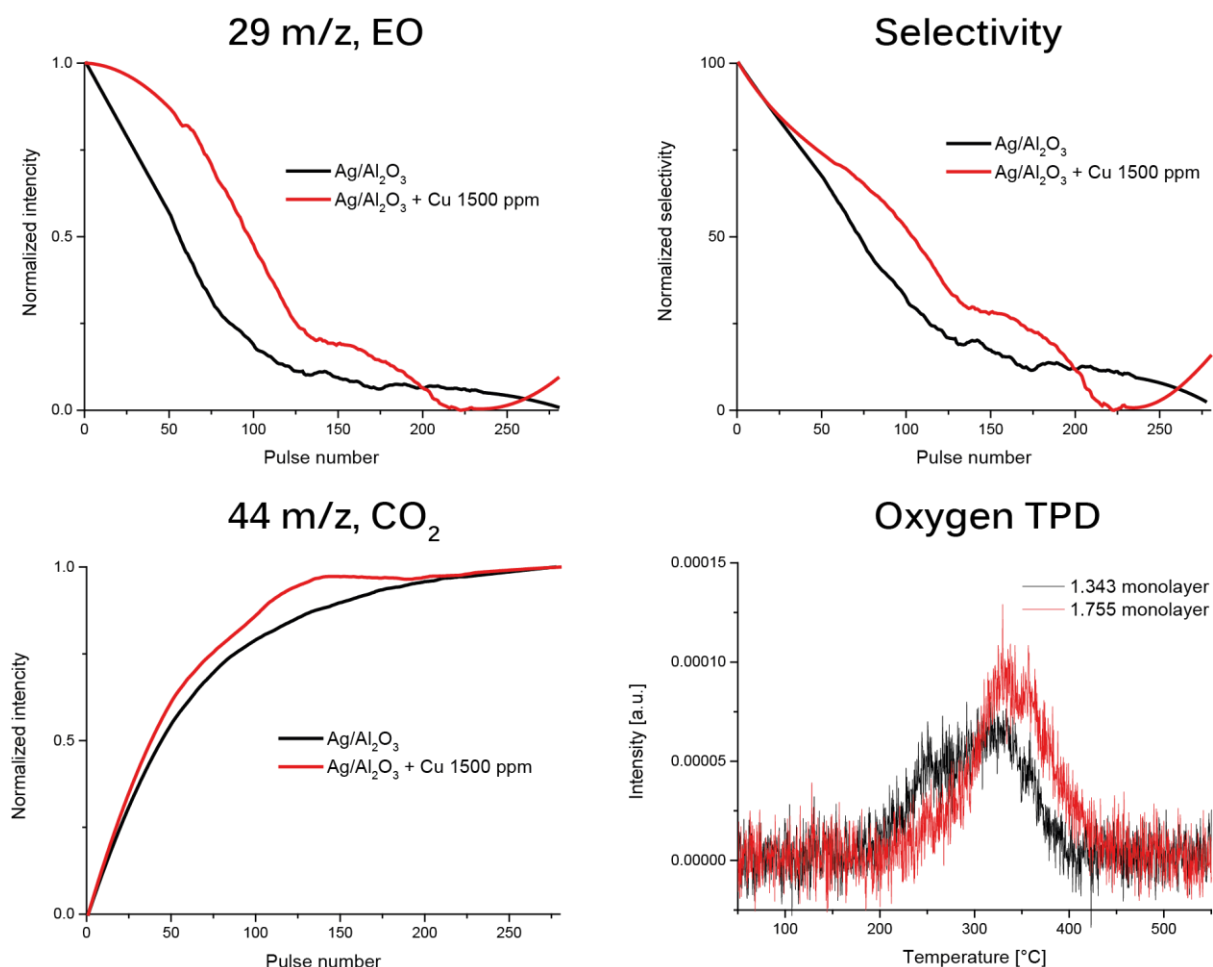 29 m/z, EO
1.0
0.5
0.0
Normalized intencity
Ag/Al₂O₃
Ag/Al₂O₃ + Cu 1500 ppm
0
50
100
150
200
250
Pulse number
Selectivity
100
50
0
Normalized selectivity
Ag/Al₂O₃
Ag/Al₂O₃ + Cu 1500 ppm
0
50
100
150
200
250
Pulse number
44 m/z, CO₂
1.0
0.5
0.0
Normalized intencity
Ag/Al₂O₃
Ag/Al₂O₃ + Cu 1500 ppm
0
50
100
150
200
250
Pulse number
Oxygen TPD
0.00015
0.00010
0.00005
0.00000
Intensity [a.u.]
1.343 monolayer
1.755 monolayer
100
200
300
400
500
Temperature [°C]